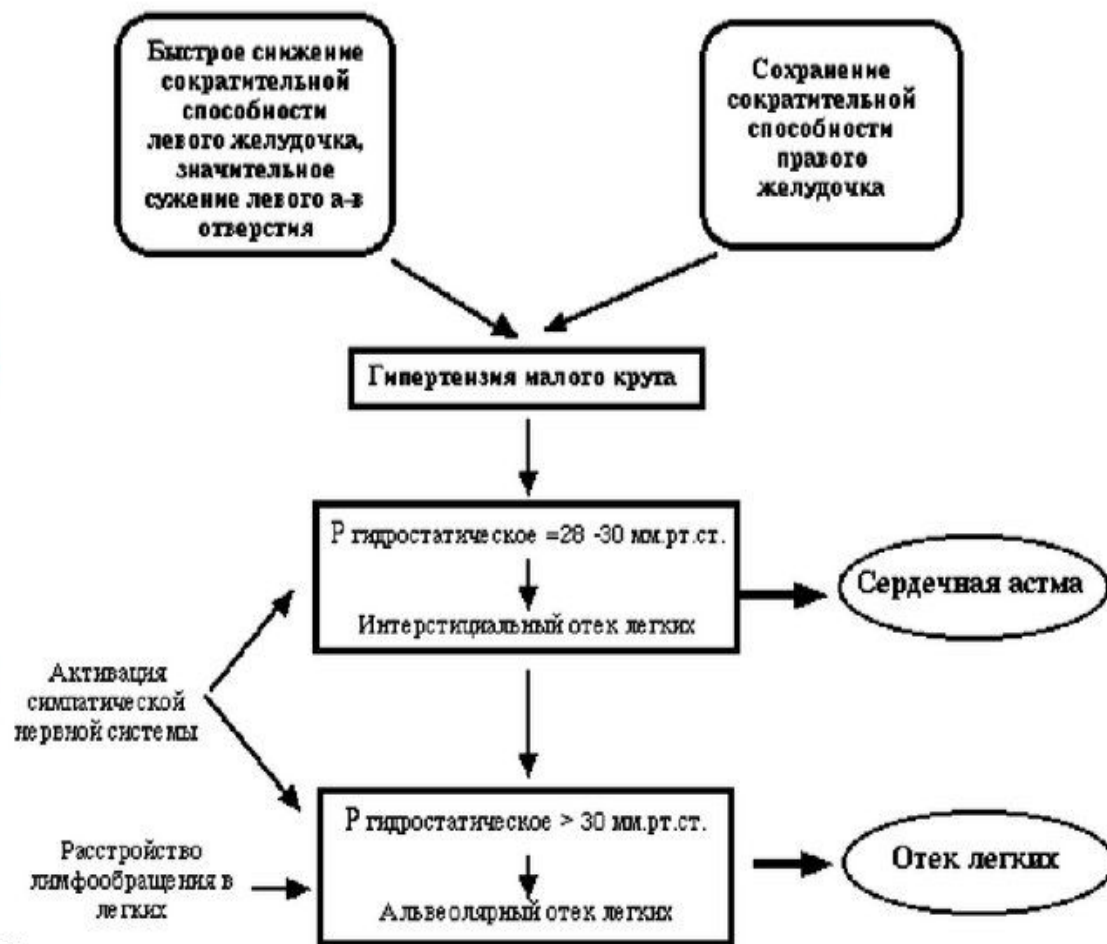 Быстрое снижение
сократительной
способности
левого желудочка,
значительное
сужение левого а-в
отверстия
Сохранение
сократительной
способности
правого
желудочка
Гипертензия малого круга
P гидростатическое =28 -30 мм.рт.ст.
Интерстициальный отек легких
Сердечная астма
Активация
симпатической
нервной системы
P гидростатическое > 30 мм.рт.ст.
Альвеолярный отек легких
Отек легких
Расстройство
лимфообращения в
легких